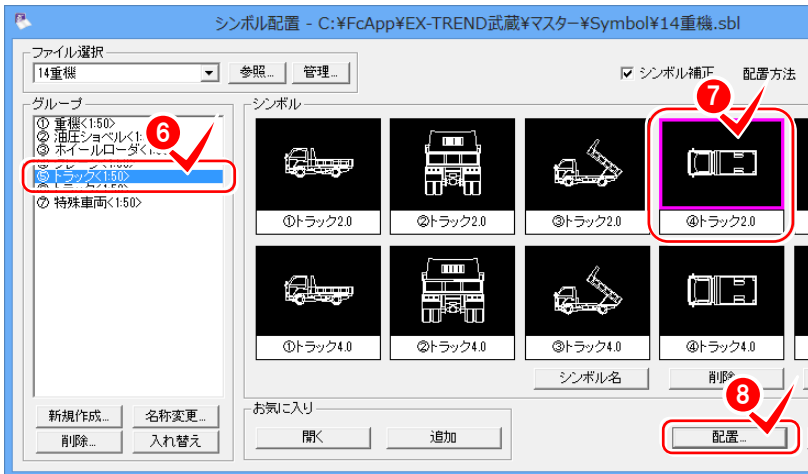 シンボル配置 - C:¥FcApp¥EX-TREND武蔵¥マスター¥Symbol¥14重機.sbl
ファイル選択
14重機
参照...
管理...
シンボル補正
配置方法
グループ
① 重機<1:50>
② 油圧ショベル<1:
③ ホイールローダ<1:50>
⑤ トラック<1:50>
⑦ 特殊車両<1:50>
6
シンボル
7
①トラック2.0
②トラック2.0
③トラック2.0
④トラック2.0
①トラック4.0
②トラック4.0
③トラック4.0
④トラック4.0
シンボル名
削除
8
新規作成...
名称変更...
削除...
入れ替え
お気に入り
開く
追加
配置...